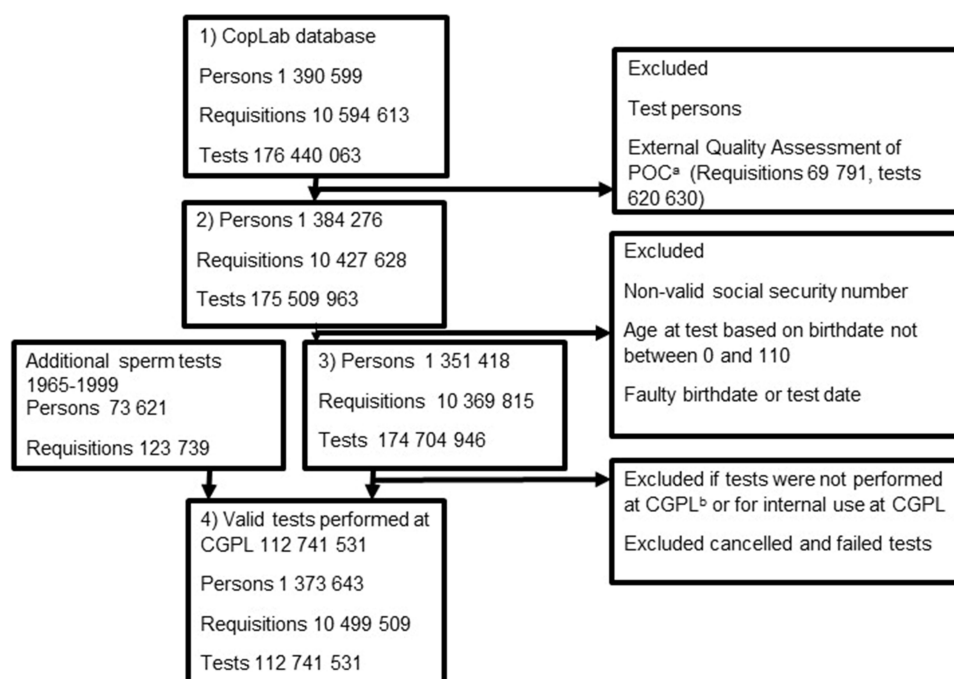 1) CopLab database
Persons 1 390 599
Requisitions 10 594 613
Tests 176 440 063
Excluded
Test persons
External Quality Assessment of
POCᵃ (Requisitions 69 791, tests
620 630)
2) Persons 1 384 276
Requisitions 10 427 628
Tests 175 509 963
Excluded
Non-valid social security number
Age at test based on birthdate not
between 0 and 110
Faulty birthdate or test date
Additional sperm tests
1965-1999
Persons 73 621
Requisitions 123 739
3) Persons 1 351 418
Requisitions 10 369 815
Tests 174 704 946
Excluded if tests were not performed
at CGPLᵇ or for internal use at CGPL
Excluded cancelled and failed tests
4) Valid tests performed at
CGPL 112 741 531
Persons 1 373 643
Requisitions 10 499 509
Tests 112 741 531